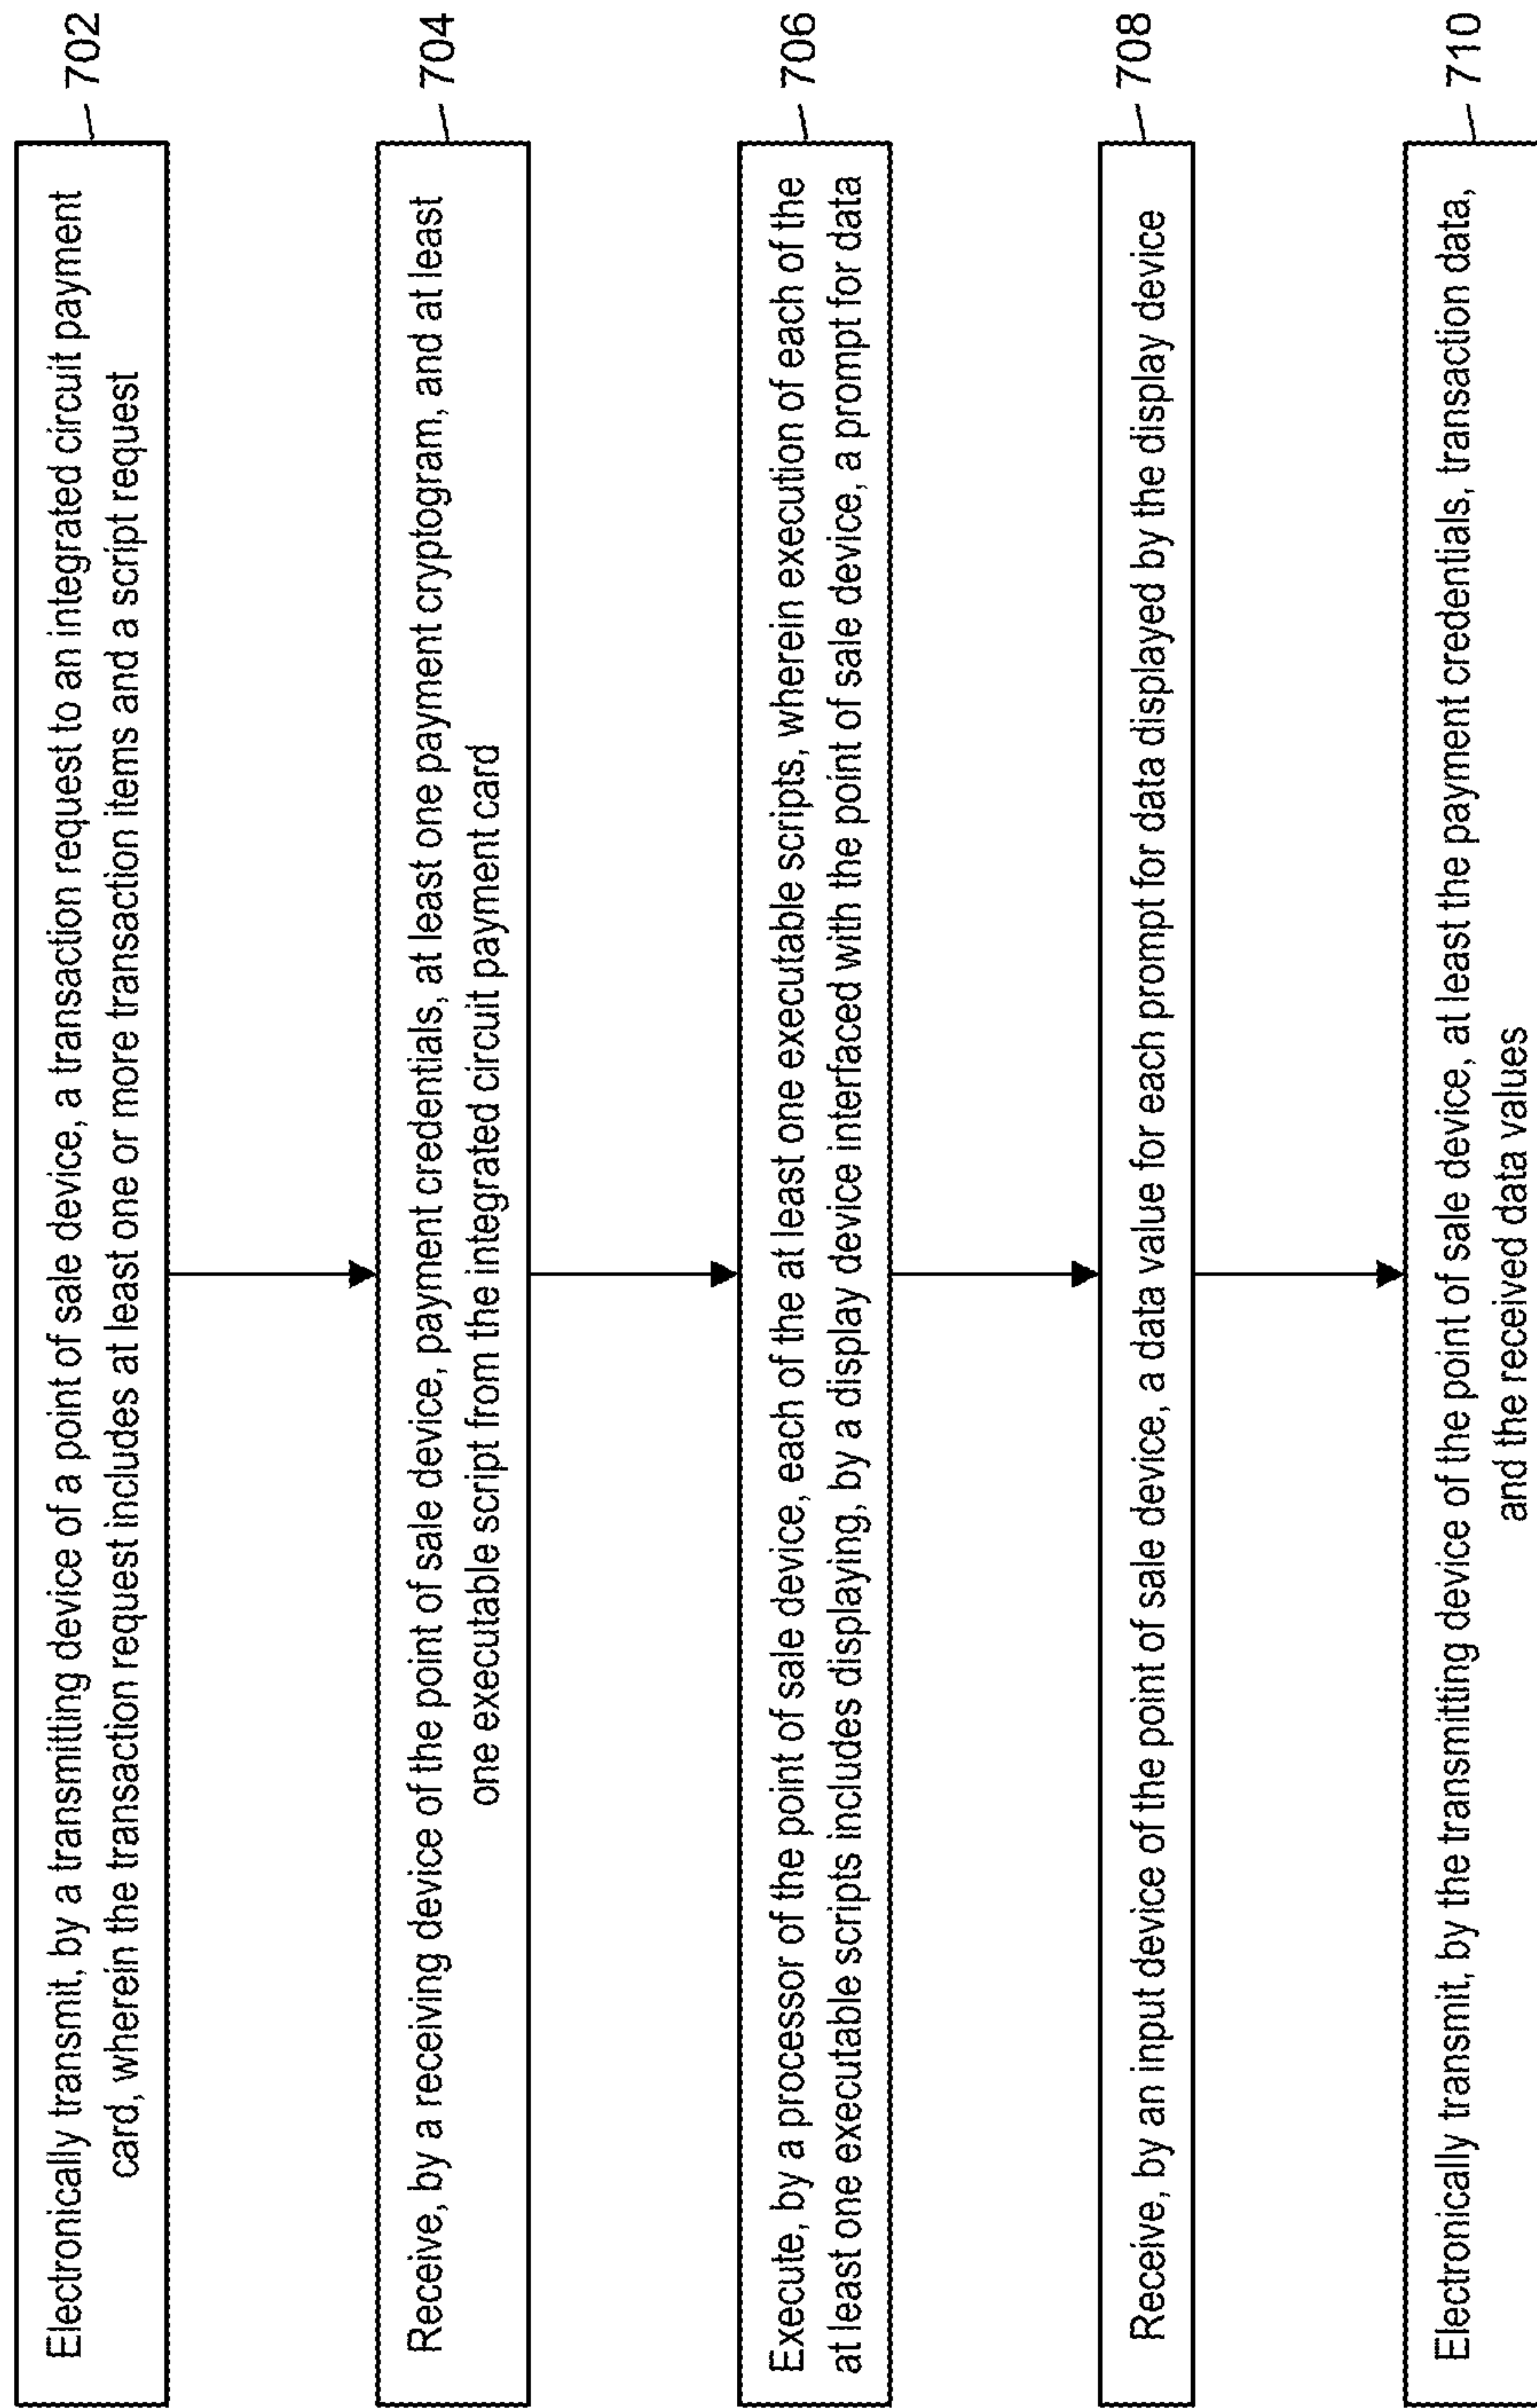 Electronically transmit, by a transmitting device of a point of sale device, a transaction request to an integrated circuit payment
card, wherein the transaction request includes at least one or more transaction items and a script request
702
Receive, by a receiving device of the point of sale device, payment credentials, at least one payment cryptogram, and at least
one executable script from the integrated circuit payment card
704
Execute, by a processor of the point of sale device, each of the at least one executable scripts, wherein execution of each of the
at least one executable scripts includes displaying, by a display device interfaced with the point of sale device, a prompt for data
706
Receive, by an input device of the point of sale device, a data value for each prompt for data displayed by the display device
708
Electronically transmit, by the transmitting device of the point of sale device, at least the payment credentials, transaction data,
and the received data values
710